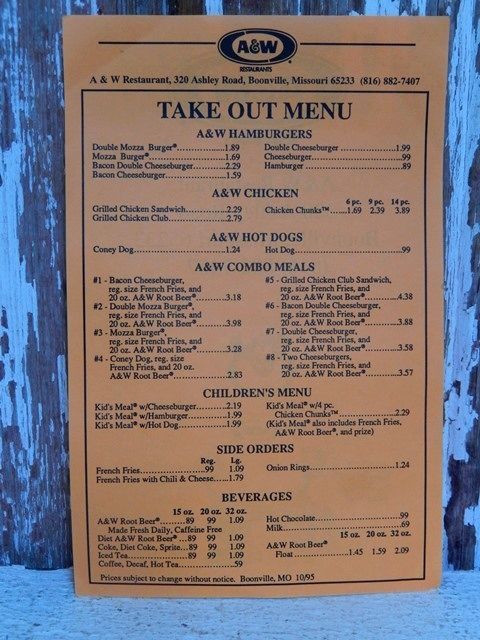 A&W
RESTAURANTS
A & W Restaurant, 320 Ashley Road, Boonville, Missouri 65233 (816) 882-7407
TAKE OUT MENU
A&W HAMBURGERS
Double Mozza Burger®..............1.89
Mozza Burger®......................1.69
Bacon Double Cheeseburger........2.29
Bacon Cheeseburger................1.59
Double Cheeseburger..............1.99
Cheeseburger......................99
Hamburger.........................89
A&W CHICKEN
Grilled Chicken Sandwich..........2.29
Grilled Chicken Club..............2.79
6 pc. 9 pc. 14 pc.
Chicken Chunks™......1.69 2.39 3.89
A&W HOT DOGS
Coney Dog.........................1.24
Hot Dog...........................99
A&W COMBO MEALS
#1 - Bacon Cheeseburger,
reg. size French Fries, and
20 oz. A&W Root Beer®..........3.18
#2 - Double Mozza Burger®,
reg. size French Fries, and
20 oz. A&W Root Beer®..........3.98
#3 - Mozza Burger®,
reg. size French Fries, and
20 oz. A&W Root Beer®..........3.28
#4 - Coney Dog, reg. size
French Fries, and 20 oz.
A&W Root Beer®.................2.83
#5 - Grilled Chicken Club Sandwich,
reg. size French Fries, and
20 oz. A&W Root Beer®..........4.38
#6 - Bacon Double Cheeseburger,
reg. size French Fries, and
20 oz. A&W Root Beer®..........3.88
#7 - Double Cheeseburger,
reg. size French Fries, and
20 oz. A&W Root Beer®..........3.58
#8 - Two Cheeseburgers,
reg. size French Fries, and
20 oz. A&W Root Beer®..........3.57
CHILDREN'S MENU
Kid's Meal® w/Cheeseburger.......2.19
Kid's Meal® w/Hamburger..........1.99
Kid's Meal® w/Hot Dog............1.99
Kid's Meal® w/4 pc.
Chicken Chunks™..................2.29
(Kid's Meal® also includes French Fries,
A&W Root Beer®, and prize)
SIDE ORDERS
Reg. Lg.
French Fries..................99 1.09
French Fries with Chili & Cheese......1.79
Onion Rings.......................1.24
BEVERAGES
15 oz. 20 oz. 32 oz.
A&W Root Beer®........89 99 1.09
Made Fresh Daily, Caffeine Free
Diet A&W Root Beer®...89 99 1.09
Coke, Diet Coke, Sprite...89 99 1.09
Iced Tea..............89 99 1.09
Coffee, Decaf, Hot Tea................59
Hot Chocolate.....................99
Milk..............................69
15 oz. 20 oz. 32 oz.
A&W Root Beer®
Float..............1.45 1.59 2.09
Prices subject to change without notice. Boonville, MO 10/95